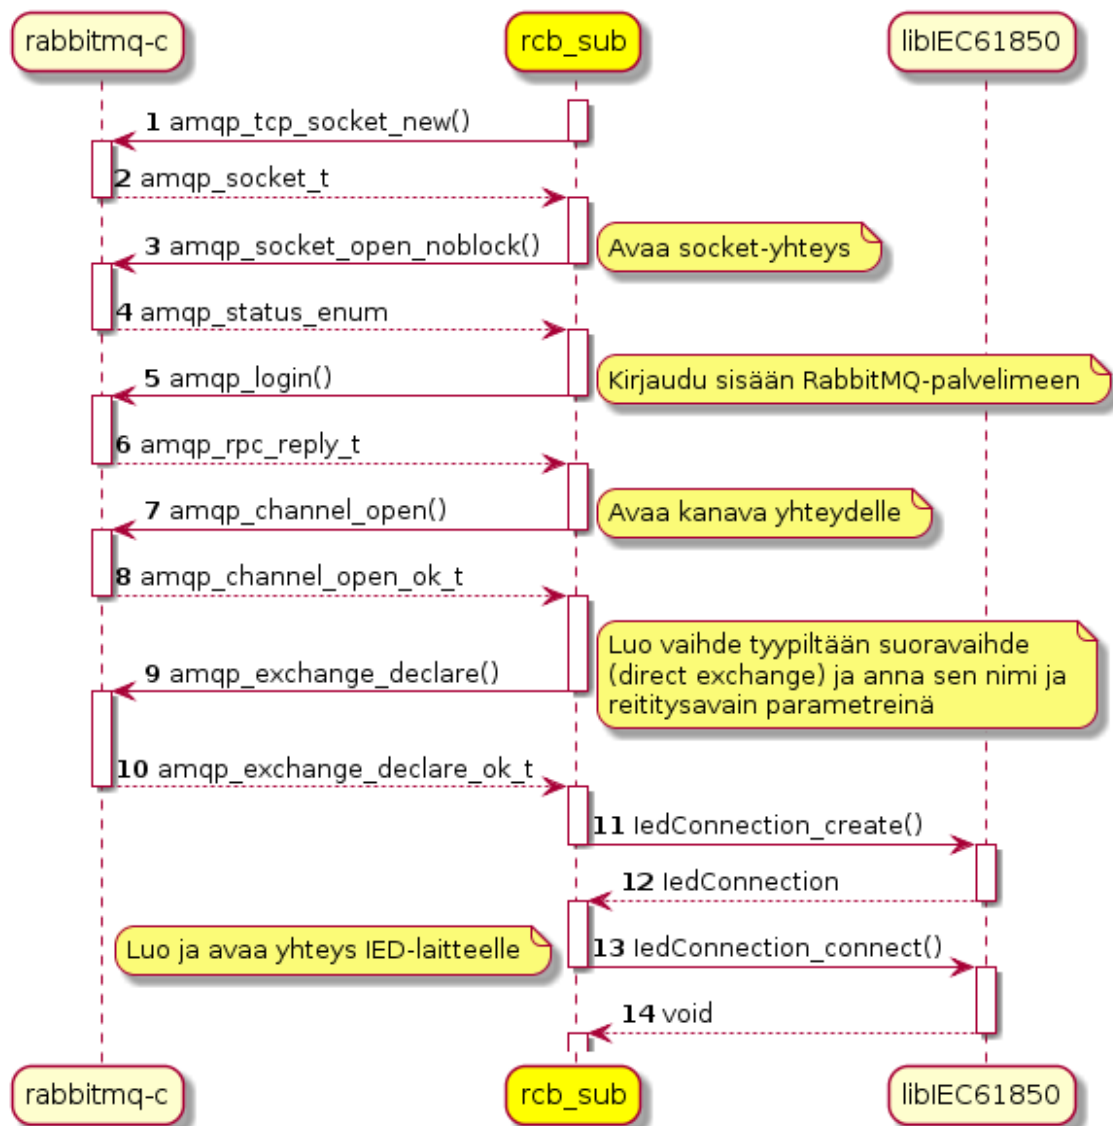 rabbitmq-c
rcb_sub
libIEC61850
1 amqp_tcp_socket_new()
2 amqp_socket_t
3 amqp_socket_open_noblock()
Avaa socket-yhteys
4 amqp_status_enum
5 amqp_login()
Kirjaudu sisään RabbitMQ-palvelimeen
6 amqp_rpc_reply_t
7 amqp_channel_open()
Avaa kanava yhteydelle
8 amqp_channel_open_ok_t
9 amqp_exchange_declare()
Luo vaihde tyypiltään suoravaihde
(direct exchange) ja anna sen nimi ja
reititysavain parametreinä
10 amqp_exchange_declare_ok_t
11 IedConnection_create()
12 IedConnection
Luo ja avaa yhteys IED-laitteelle
13 IedConnection_connect()
14 void
rabbitmq-c
rcb_sub
libIEC61850